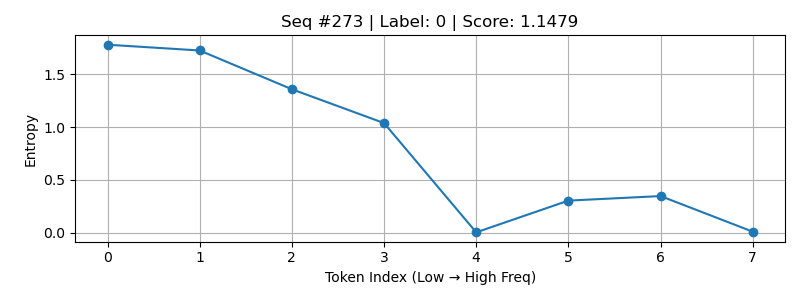 Seq #273 | Label: 0 | Score: 1.1479
Entropy
1.5
1.0
0.5
0.0
0 1 2 3 4 5 6 7
Token Index (Low → High Freq)